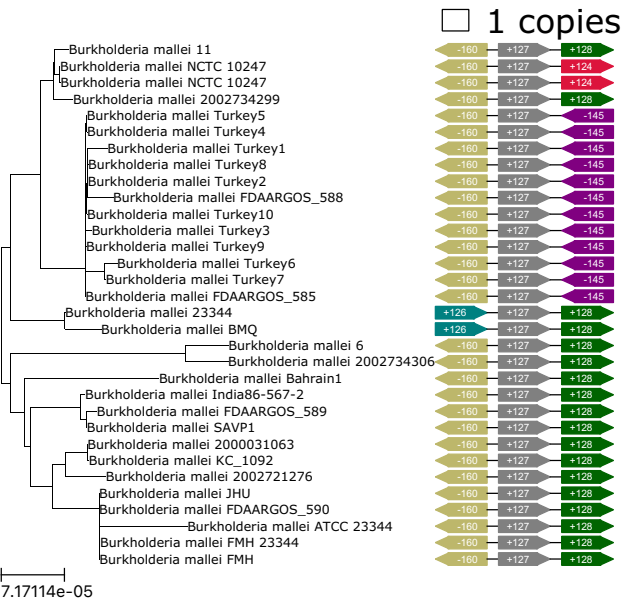 1 copies
Burkholderia mallei 11 -160 +127 +128
Burkholderia mallei NCTC 10247 -160 +127 +124
Burkholderia mallei NCTC 10247 -160 +127 +124
Burkholderia mallei 2002734299 -160 +127 +128
Burkholderia mallei Turkey5 -160 +127 -145
Burkholderia mallei Turkey4 -160 +127 -145
Burkholderia mallei Turkey1 -160 +127 -145
Burkholderia mallei Turkey8 -160 +127 -145
Burkholderia mallei Turkey2 -160 +127 -145
Burkholderia mallei FDAARGOS_588 -160 +127 -145
Burkholderia mallei Turkey10 -160 +127 -145
Burkholderia mallei Turkey3 -160 +127 -145
Burkholderia mallei Turkey9 -160 +127 -145
Burkholderia mallei Turkey6 -160 +127 -145
Burkholderia mallei Turkey7 -160 +127 -145
Burkholderia mallei FDAARGOS_585 -160 +127 -145
Burkholderia mallei 23344 +126 +127 +128
Burkholderia mallei BMQ +126 +127 +128
Burkholderia mallei 6 -160 +127 +128
Burkholderia mallei 2002734306 -160 +127 +128
Burkholderia mallei Bahrain1 -160 +127 +128
Burkholderia mallei India86-567-2 -160 +127 +128
Burkholderia mallei FDAARGOS_589 -160 +127 +128
Burkholderia mallei SAVP1 -160 +127 +128
Burkholderia mallei 2000031063 -160 +127 +128
Burkholderia mallei KC_1092 -160 +127 +128
Burkholderia mallei 2002721276 -160 +127 +128
Burkholderia mallei JHU -160 +127 +128
Burkholderia mallei FDAARGOS_590 -160 +127 +128
Burkholderia mallei ATCC 23344 -160 +127 +128
Burkholderia mallei FMH 23344 -160 +127 +128
Burkholderia mallei FMH -160 +127 +128
7.17114e-05